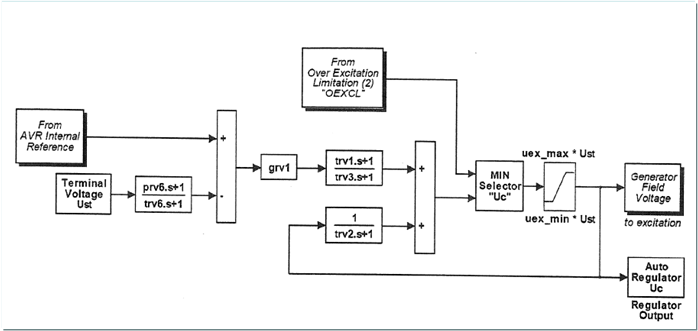 From
Over Excitation
Limitation (2)
"OEXCL"
From
AVR Internal
Reference
+
-
grv1
trv1.s+1
trv3.s+1
+
+
Terminal
Voltage
Ust
prv6.s+1
trv6.s+1
1
trv2.s+1
MIN
Selector
"Uc"
uex_max * Ust
uex_min * Ust
Generator
Field
Voltage
to excitation
Auto
Regulator
Uc
Regulator
Output